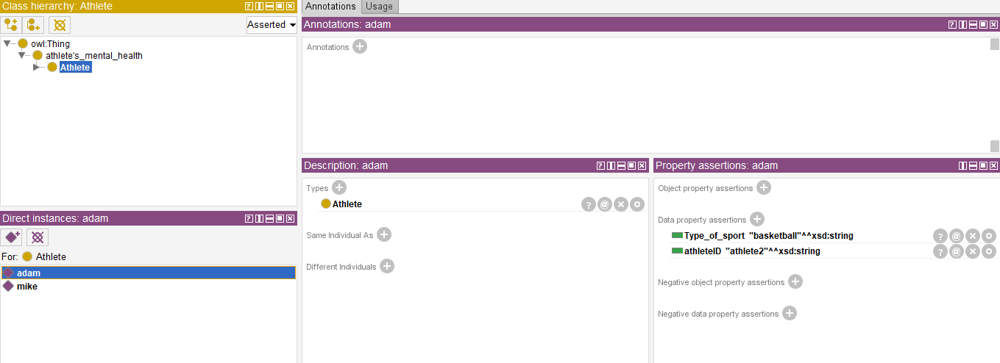 Class hierarchy: Athlete
Asserted
owl:Thing
athlete's_mental_health
Athlete
Direct instances: adam
For: Athlete
adam
mike
Annotations Usage
Annotations: adam
Annotations
Description: adam
Types
Athlete
Same Individual As
Different Individuals
Property assertions: adam
Object property assertions
Data property assertions
Type_of_sport "basketball"^^xsd:string
athleteID "athlete2"^^xsd:string
Negative object property assertions
Negative data property assertions